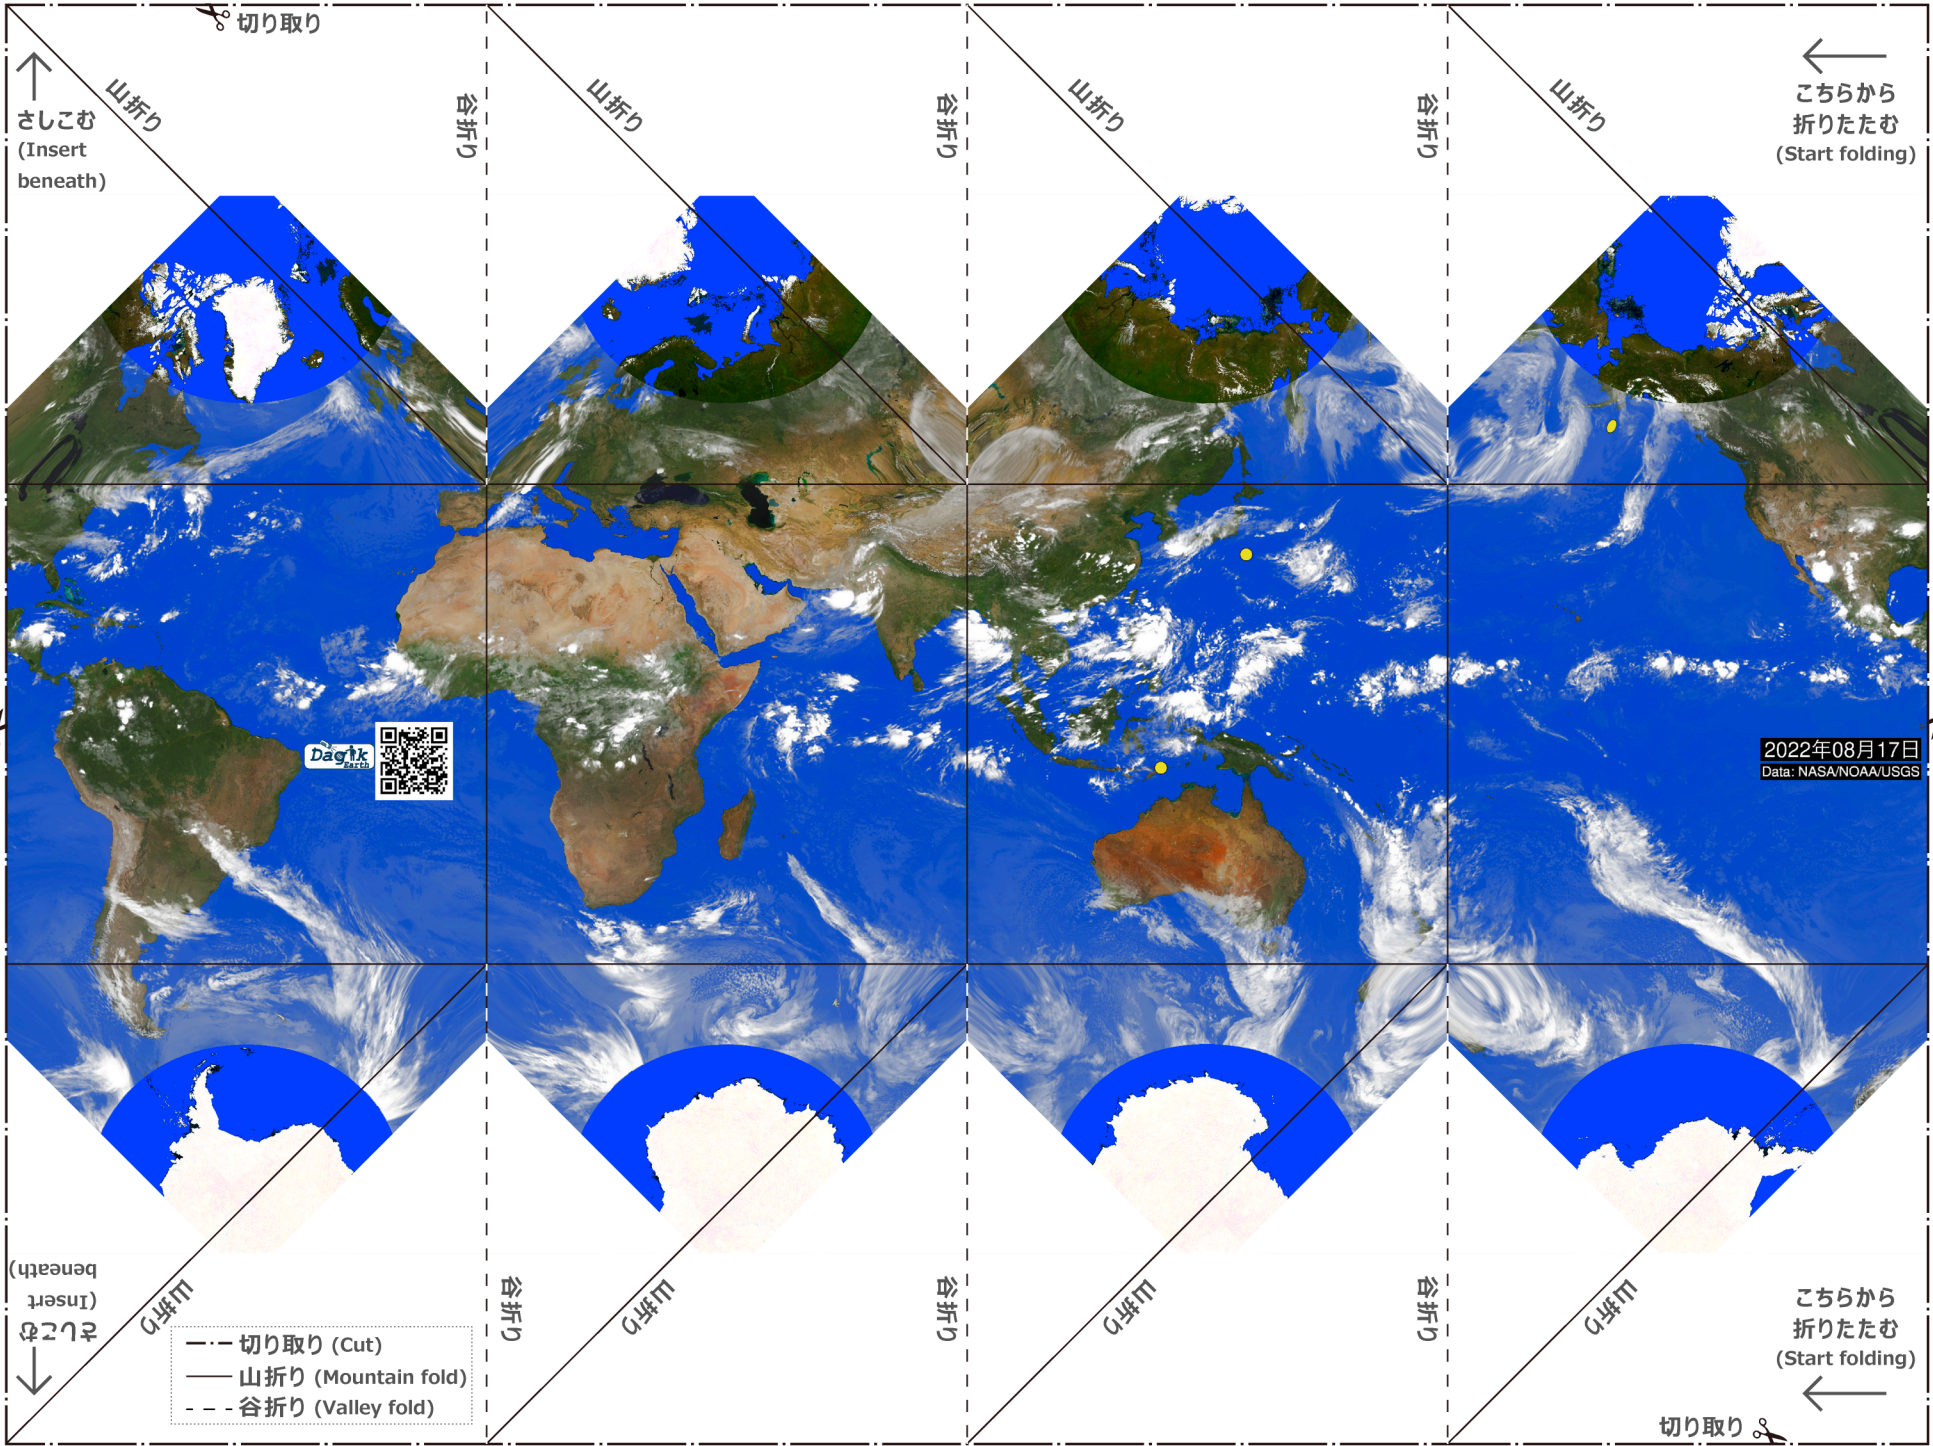 切り取り
さしこむ
(Insert
beneath)
山折り
谷折り
山折り
谷折り
山折り
谷折り
山折り
こちらから
折りたたむ
(Start folding)
Dagik
Earth
2022年08月17日
Data: NASA/NOAA/USGS
さしこむ
(Insert
beneath)
山折り
谷折り
山折り
谷折り
山折り
谷折り
山折り
こちらから
折りたたむ
(Start folding)
切り取り (Cut)
山折り (Mountain fold)
谷折り (Valley fold)
切り取り